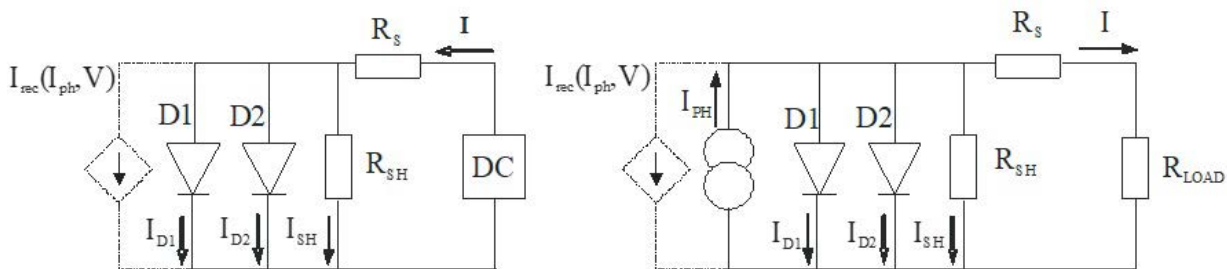 R_S
I
I_rec(I_ph,V)
D1
D2
R_SH
DC
I_D1
I_D2
I_SH
R_S
I
I_rec(I_ph,V)
I_PH
D1
D2
R_SH
R_LOAD
I_D1
I_D2
I_SH